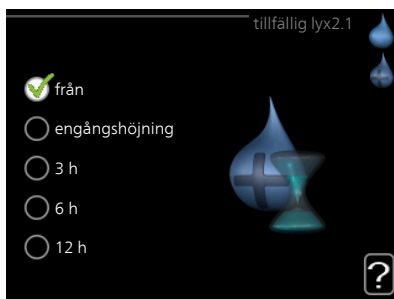 tillfällig lyx2.1
från
engångshöjning
3 h
6 h
12 h
?